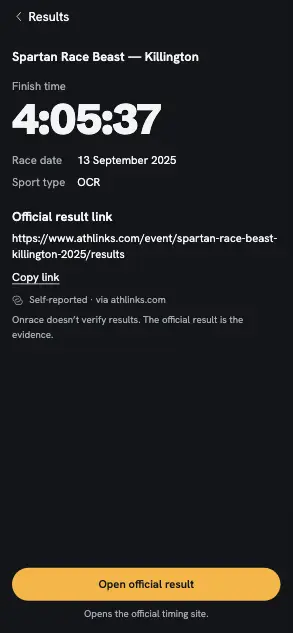 Results
Spartan Race Beast — Killington
Finish time
4:05:37
Race date 13 September 2025
Sport type OCR
Official result link
https://www.athlinks.com/event/spartan-race-beast-
killington-2025/results
Copy link
Self-reported · via athlinks.com
Onrace doesn’t verify results. The official result is the
evidence.
Open official result
Opens the official timing site.